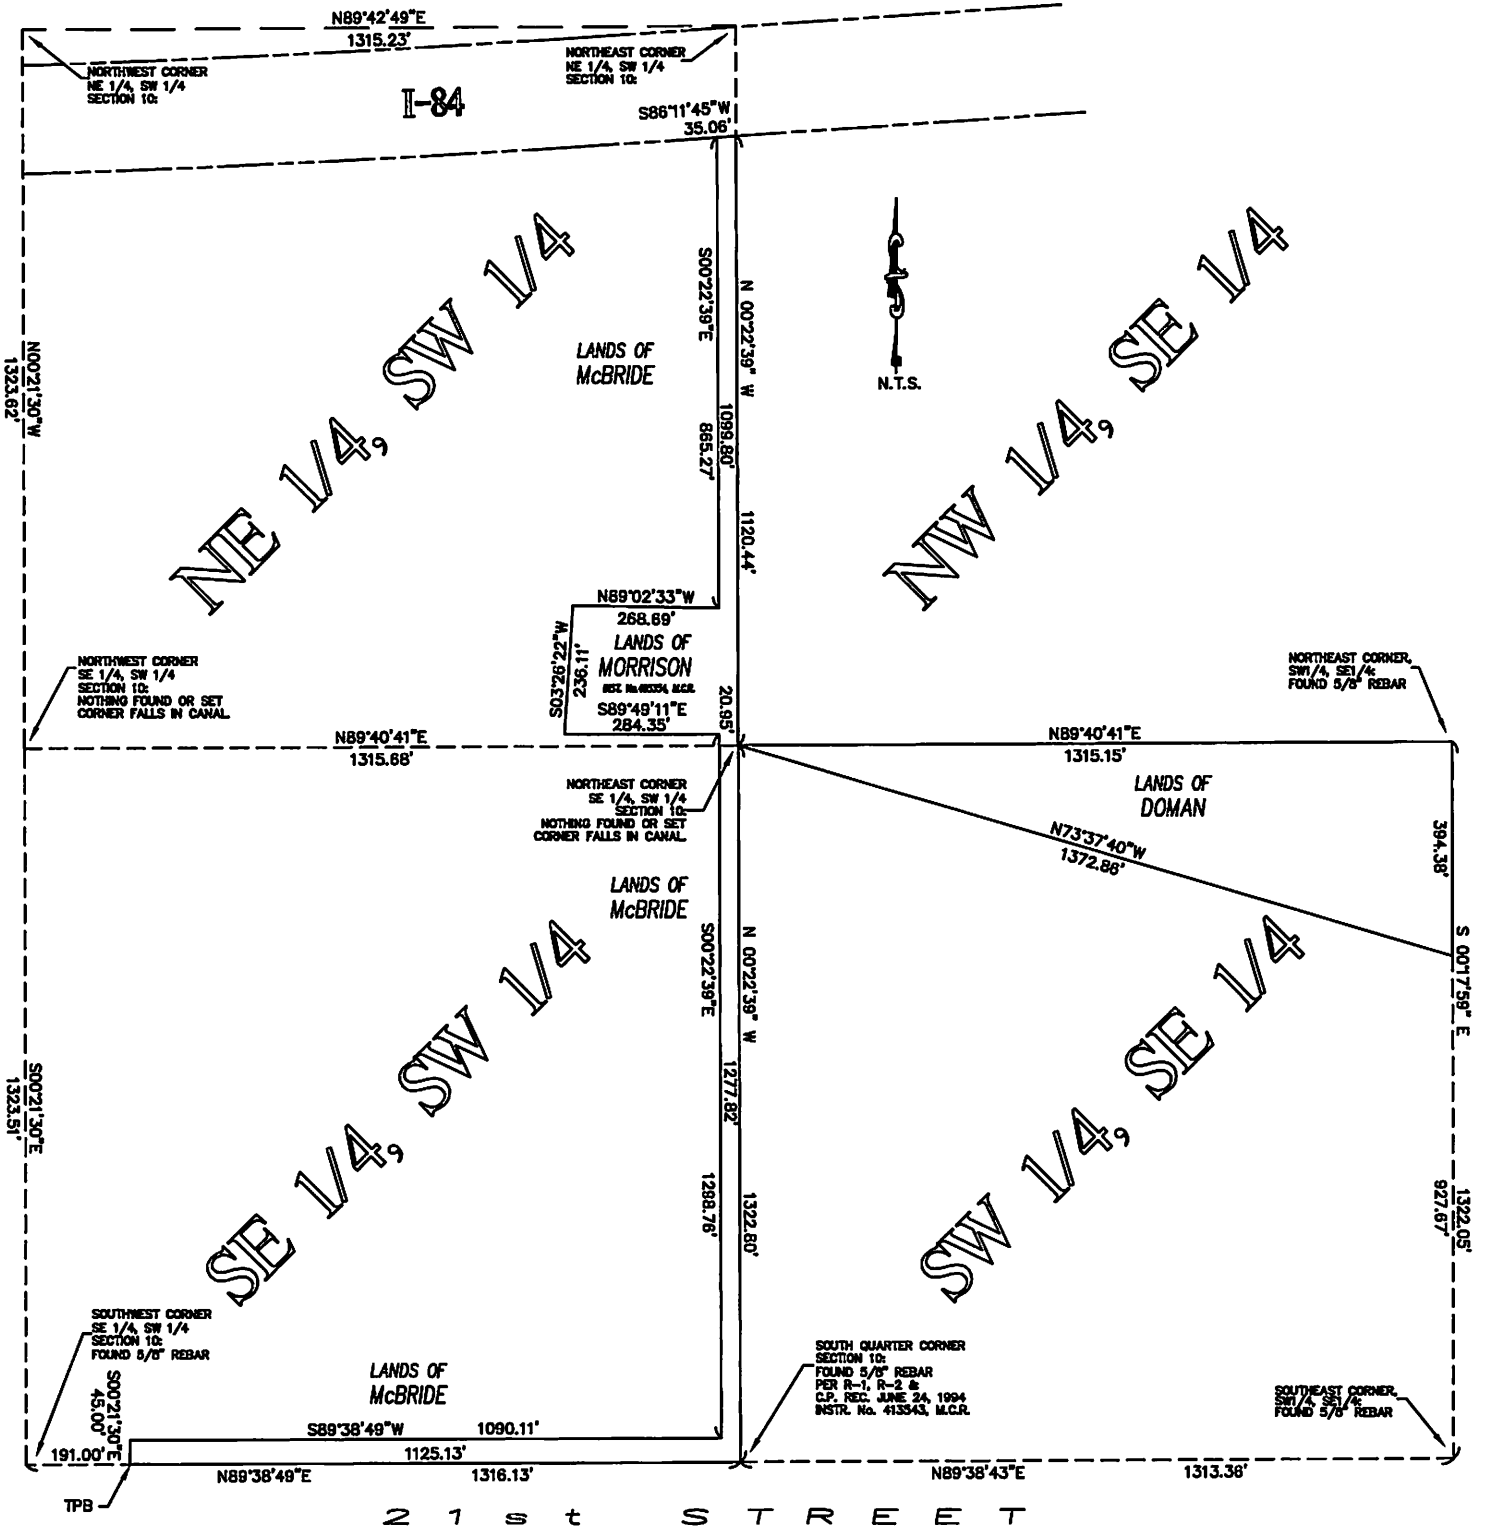 N89°42'49"E
1315.23'
NORTHWEST CORNER
NE 1/4, SW 1/4
SECTION 10:
NORTHEAST CORNER
NE 1/4, SW 1/4
SECTION 10:
I-84
S86°11'45"W
35.06'
N00°21'30"W
1323.62'
NE 1/4, SW 1/4
LANDS OF
McBRIDE
S00°22'39"E
865.27'
1099.80'
N 00°22'39" W
1120.44'
N.T.S.
NW 1/4, SE 1/4
N89°02'33"W
268.69'
S03°26'22"W
236.11'
LANDS OF
MORRISON
INST. No. M.C.R.
S89°49'11"E
284.35'
20.95'
NORTHWEST CORNER
SE 1/4, SW 1/4
SECTION 10:
NOTHING FOUND OR SET
CORNER FALLS IN CANAL
N89°40'41"E
1315.68'
NORTHEAST CORNER
SE 1/4, SW 1/4
SECTION 10:
NOTHING FOUND OR SET
CORNER FALLS IN CANAL
NORTHEAST CORNER,
SW1/4, SE1/4:
FOUND 5/8" REBAR
N89°40'41"E
1315.15'
LANDS OF
DOMAN
N73°37'40"W
1372.86'
394.38'
S 00°17'59" E
1322.05'
927.67'
LANDS OF
McBRIDE
S00°22'39"E
1277.82'
1298.76'
N 00°22'39" W
1322.80'
SE 1/4, SW 1/4
SW 1/4, SE 1/4
S00°21'30"E
1323.51'
SOUTHWEST CORNER
SE 1/4, SW 1/4
SECTION 10:
FOUND 5/8" REBAR
S00°21'30"E
45.00'
191.00'
LANDS OF
McBRIDE
S89°38'49"W 1090.11'
1125.13'
N89°38'49"E 1316.13'
TPB
SOUTH QUARTER CORNER
SECTION 10:
FOUND 5/8" REBAR
PER R-1, R-2 &
C.P. REC. JUNE 24, 1994
INSTR. No. 413543, M.C.R.
SOUTHEAST CORNER,
SW1/4, SE1/4:
FOUND 5/8" REBAR
N89°38'43"E 1313.36'
21st STREET